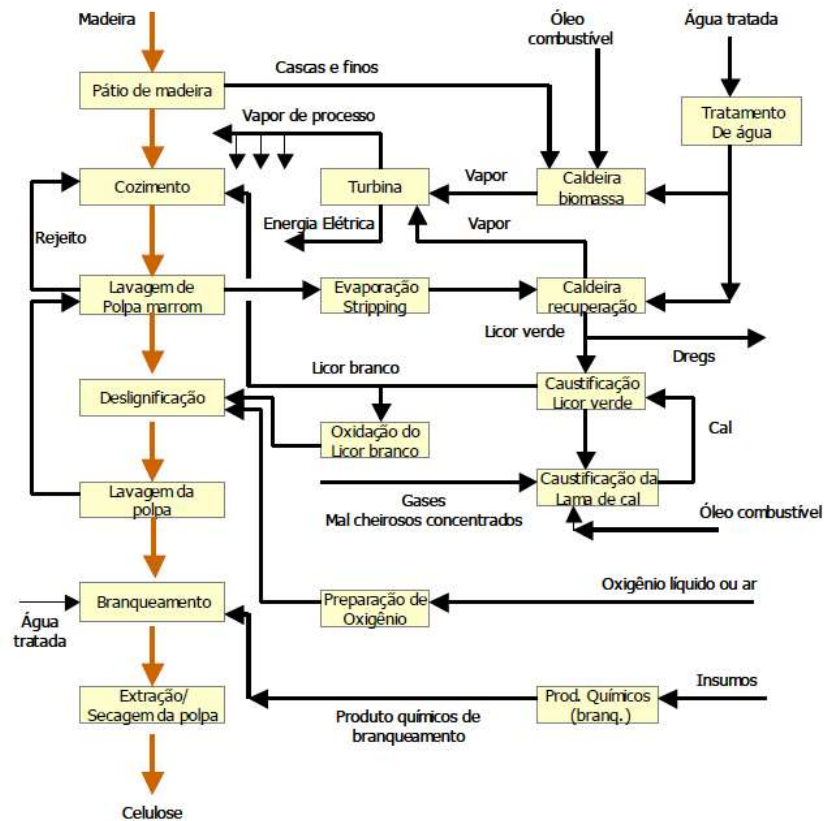 Madeira
Óleo
combustível
Água tratada
Cascas e finos
Pátio de madeira
Tratamento
De água
Vapor de processo
Cozimento
Turbina
Vapor
Caldeira
biomassa
Energia Elétrica
Vapor
Rejeito
Lavagem de
Polpa marrom
Evaporação
Stripping
Caldeira
recuperação
Licor verde
Dregs
Licor branco
Deslignificação
Caustificação
Licor verde
Oxidação do
Licor branco
Cal
Caustificação da
Lama de cal
Gases
Mal cheirosos concentrados
Lavagem da
polpa
Óleo combustível
Oxigênio líquido ou ar
Branqueamento
Preparação de
Oxigênio
Água
tratada
Insumos
Extração/
Secagem da polpa
Prod. Químicos
(branq.)
Produto químicos de
branqueamento
Celulose